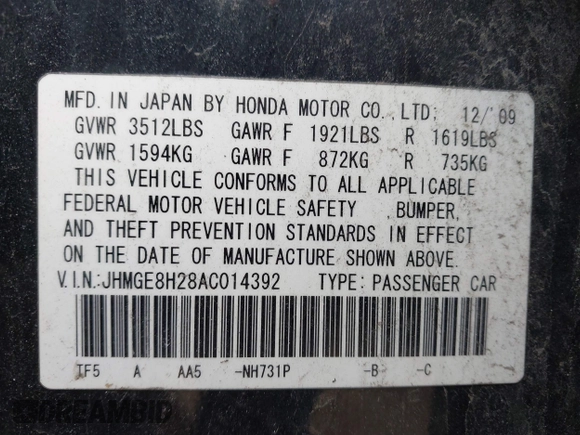 MFD. IN JAPAN BY HONDA MOTOR CO., LTD: 12/'09
GVWR 3512LBS GAWR F 1921LBS R 1619LBS
GVWR 1594KG GAWR F 872KG R 735KG
THIS VEHICLE CONFORMS TO ALL APPLICABLE
FEDERAL MOTOR VEHICLE SAFETY , BUMPER,
AND THEFT PREVENTION STANDARDS IN EFFECT
ON THE DATE OF MANUFACTURE SHOWN ABOVE.
V.I.N.:JHMGE8H28AC014392 TYPE: PASSENGER CAR
TF5 A AA5 -NH731P -B -C
SCREAMBID